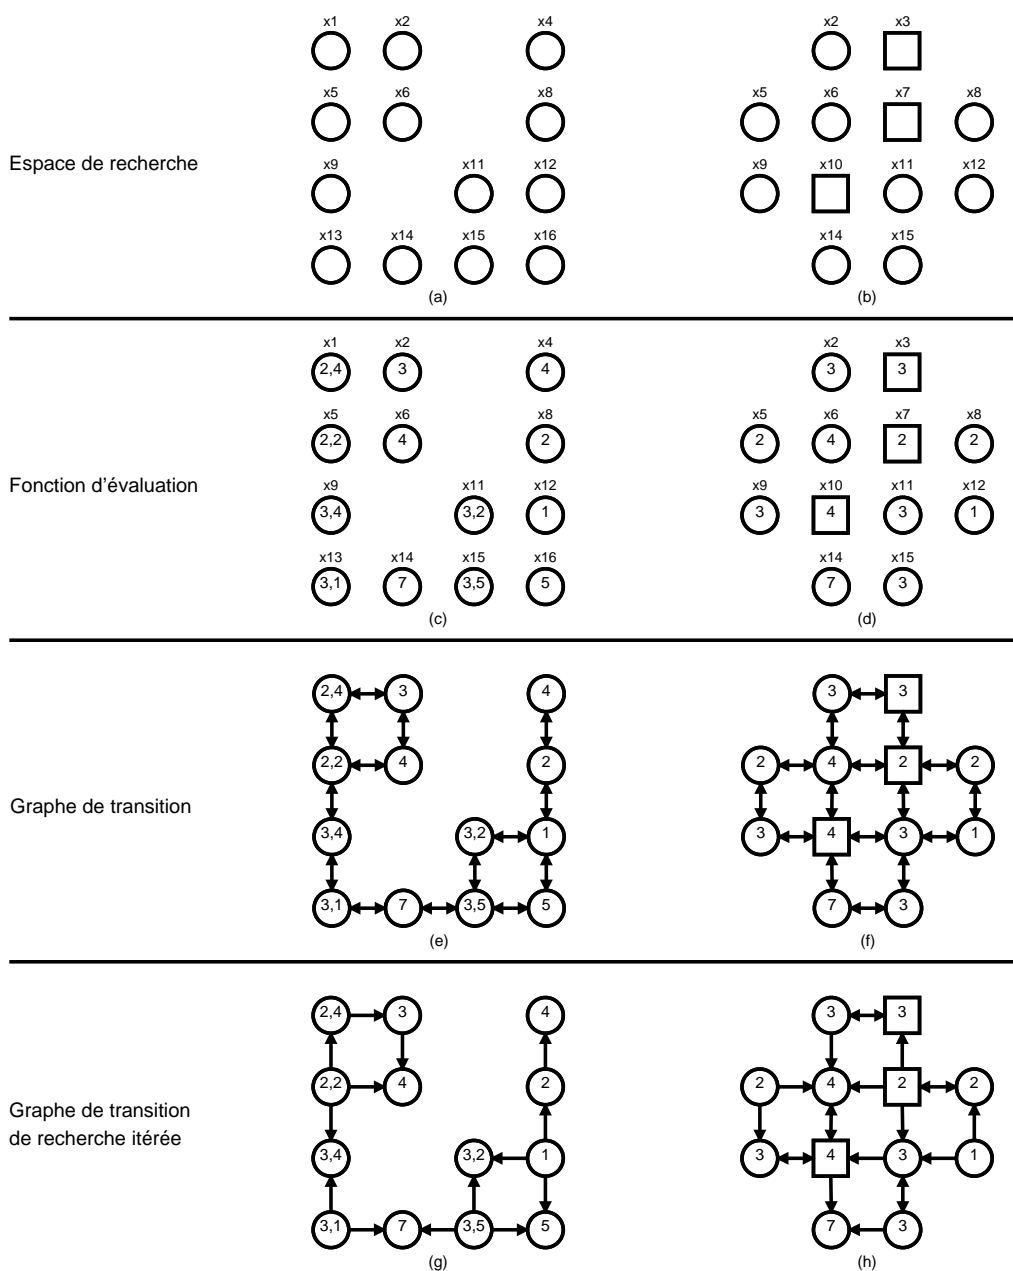 x1 x2 x4 x2 x3
x5 x6 x8 x5 x6 x7 x8
Espace de recherche
x9 x11 x12 x9 x10 x11 x12
x13 x14 x15 x16 x14 x15
(a) (b)
x1 x2 x4 x2 x3
2,4 3 4 3 3
x5 x6 x8 x5 x6 x7 x8
2,2 4 2 2 4 2 2
Fonction d'évaluation
x9 x11 x12 x9 x10 x11 x12
3,4 3,2 1 3 4 3 1
x13 x14 x15 x16 x14 x15
3,1 7 3,5 5 7 3
(c) (d)
2,4 3 4 3 3
2,2 4 2 2 4 2 2
Graphe de transition
3,4 3,2 1 3 4 3 1
3,1 7 3,5 5 7 3
(e) (f)
2,4 3 4 3 3
2,2 4 2 2 4 2 2
Graphe de transition
de recherche itérée
3,4 3,2 1 3 4 3 1
3,1 7 3,5 5 7 3
(g) (h)